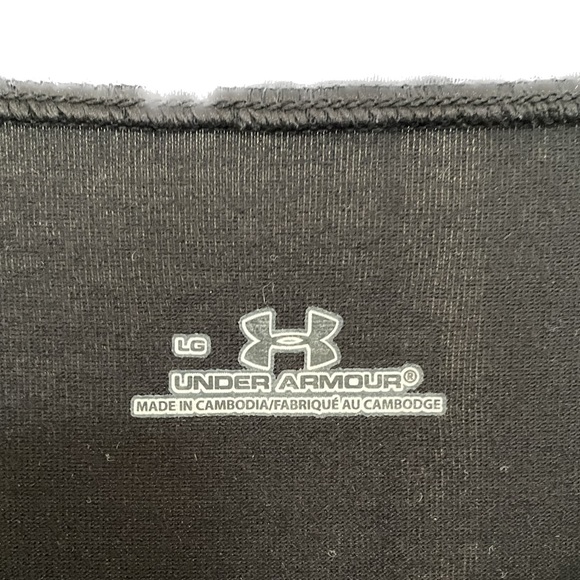 LG
UNDER ARMOUR®
MADE IN CAMBODIA/FABRIQUÉ AU CAMBODGE